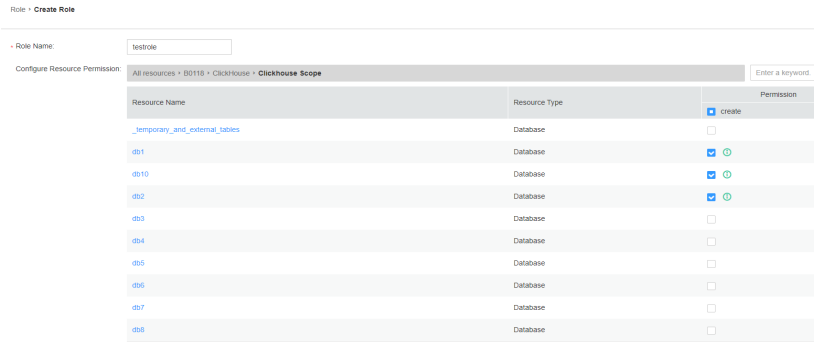 Role › Create Role
* Role Name:
testrole
Configure Resource Permission:
All resources › B0118 › ClickHouse › Clickhouse Scope
Enter a keyword.
Resource Name
Resource Type
Permission
create
_temporary_and_external_tables Database
db1 Database
db10 Database
db2 Database
db3 Database
db4 Database
db5 Database
db6 Database
db7 Database
db8 Database